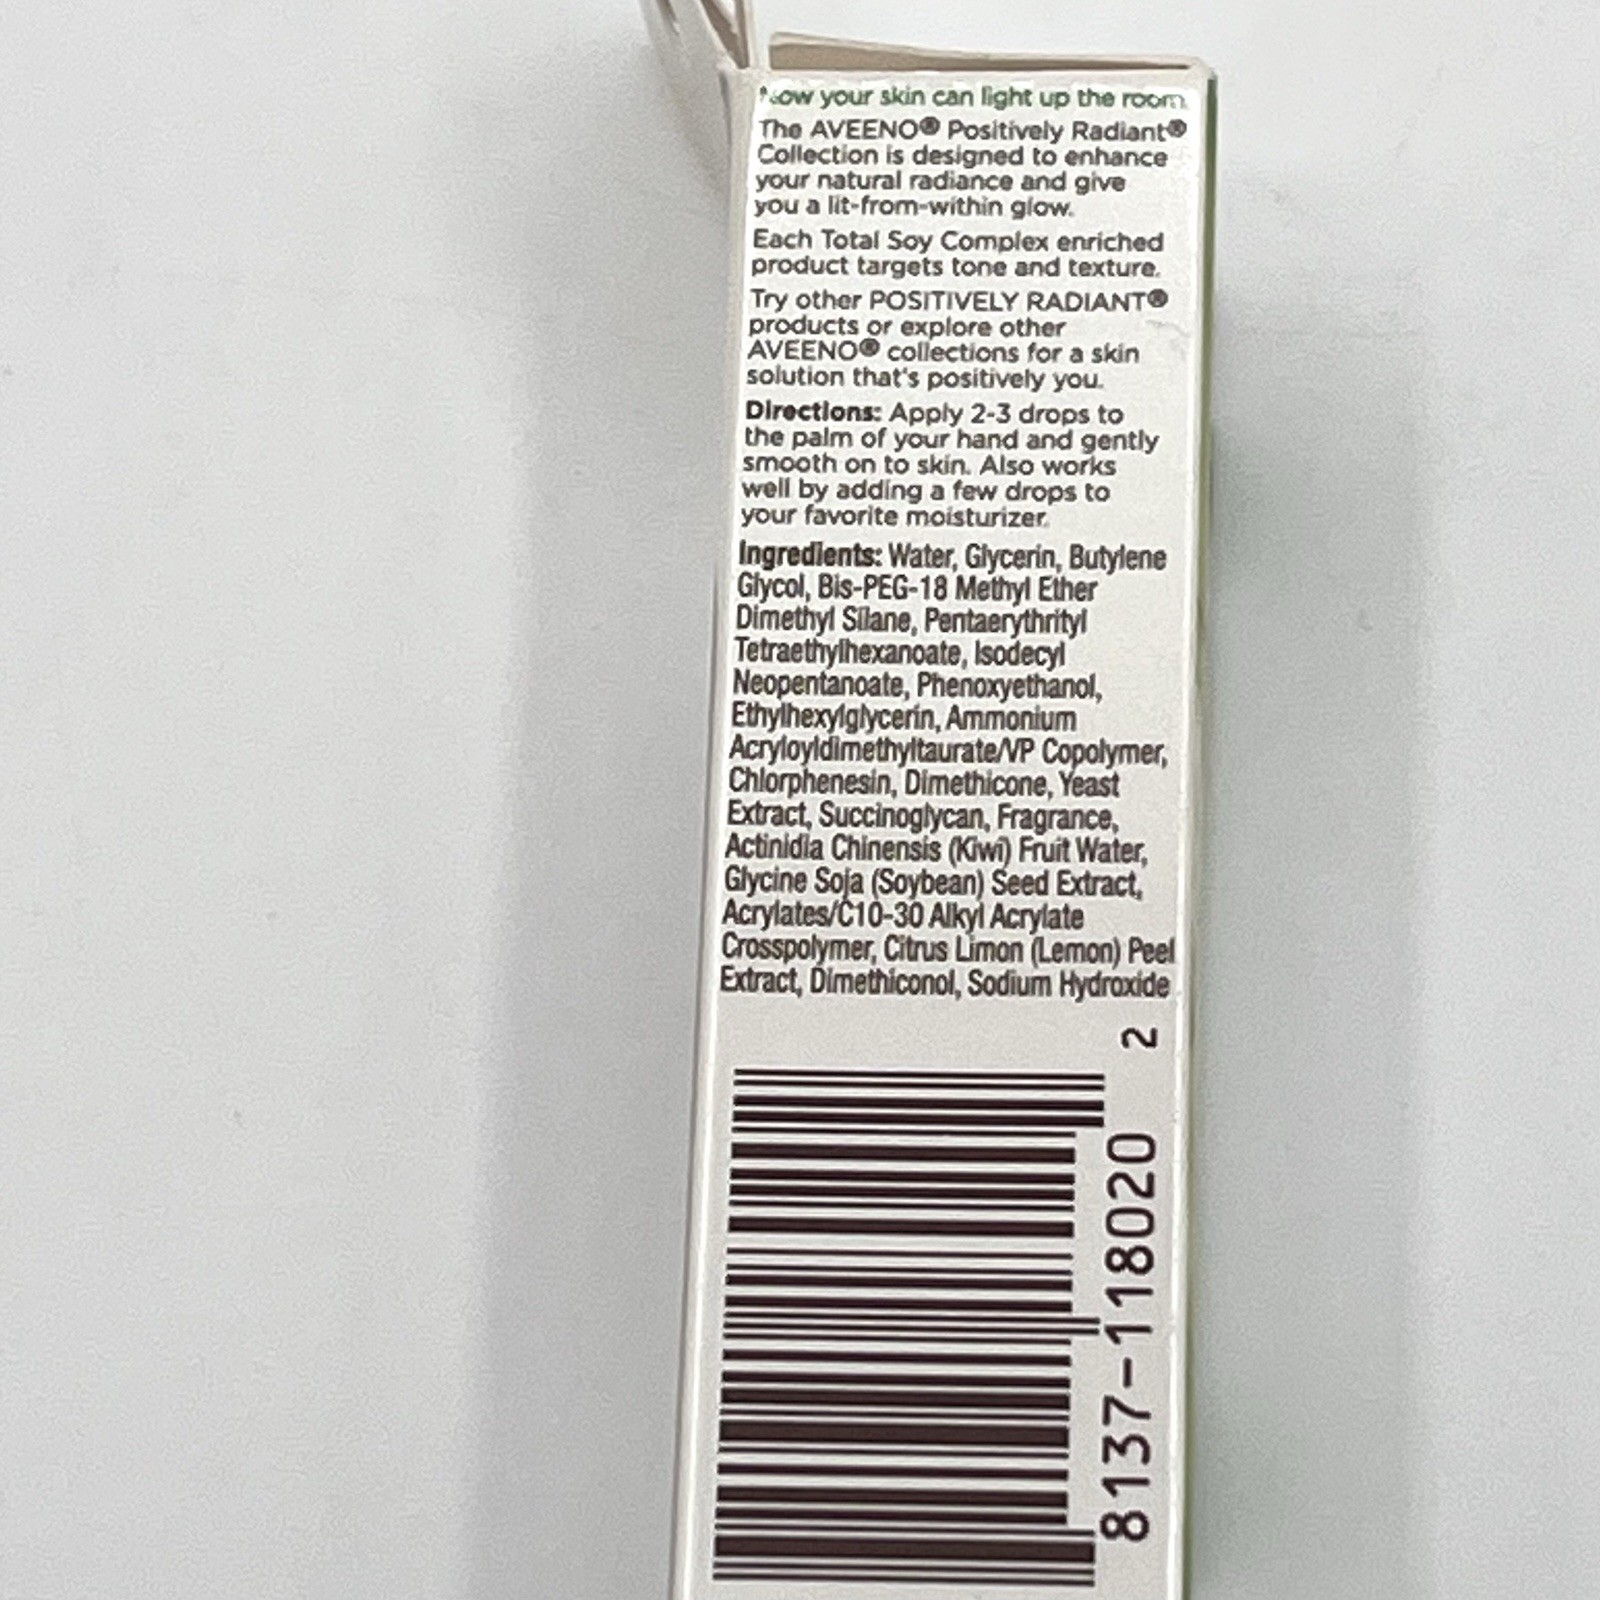 Now your skin can light up the room.
The AVEENO® Positively Radiant®
Collection is designed to enhance
your natural radiance and give
you a lit-from-within glow.
Each Total Soy Complex enriched
product targets tone and texture.
Try other POSITIVELY RADIANT®
products or explore other
AVEENO® collections for a skin
solution that's positively you.
Directions: Apply 2-3 drops to
the palm of your hand and gently
smooth on to skin. Also works
well by adding a few drops to
your favorite moisturizer.
Ingredients: Water, Glycerin, Butylene
Glycol, Bis-PEG-18 Methyl Ether
Dimethyl Silane, Pentaerythrityl
Tetraethylhexanoate, Isodecyl
Neopentanoate, Phenoxyethanol,
Ethylhexylglycerin, Ammonium
Acryloyldimethyltaurate/VP Copolymer,
Chlorphenesin, Dimethicone, Yeast
Extract, Succinoglycan, Fragrance,
Actinidia Chinensis (Kiwi) Fruit Water,
Glycine Soja (Soybean) Seed Extract,
Acrylates/C10-30 Alkyl Acrylate
Crosspolymer, Citrus Limon (Lemon) Peel
Extract, Dimethiconol, Sodium Hydroxide
8137-118020 2